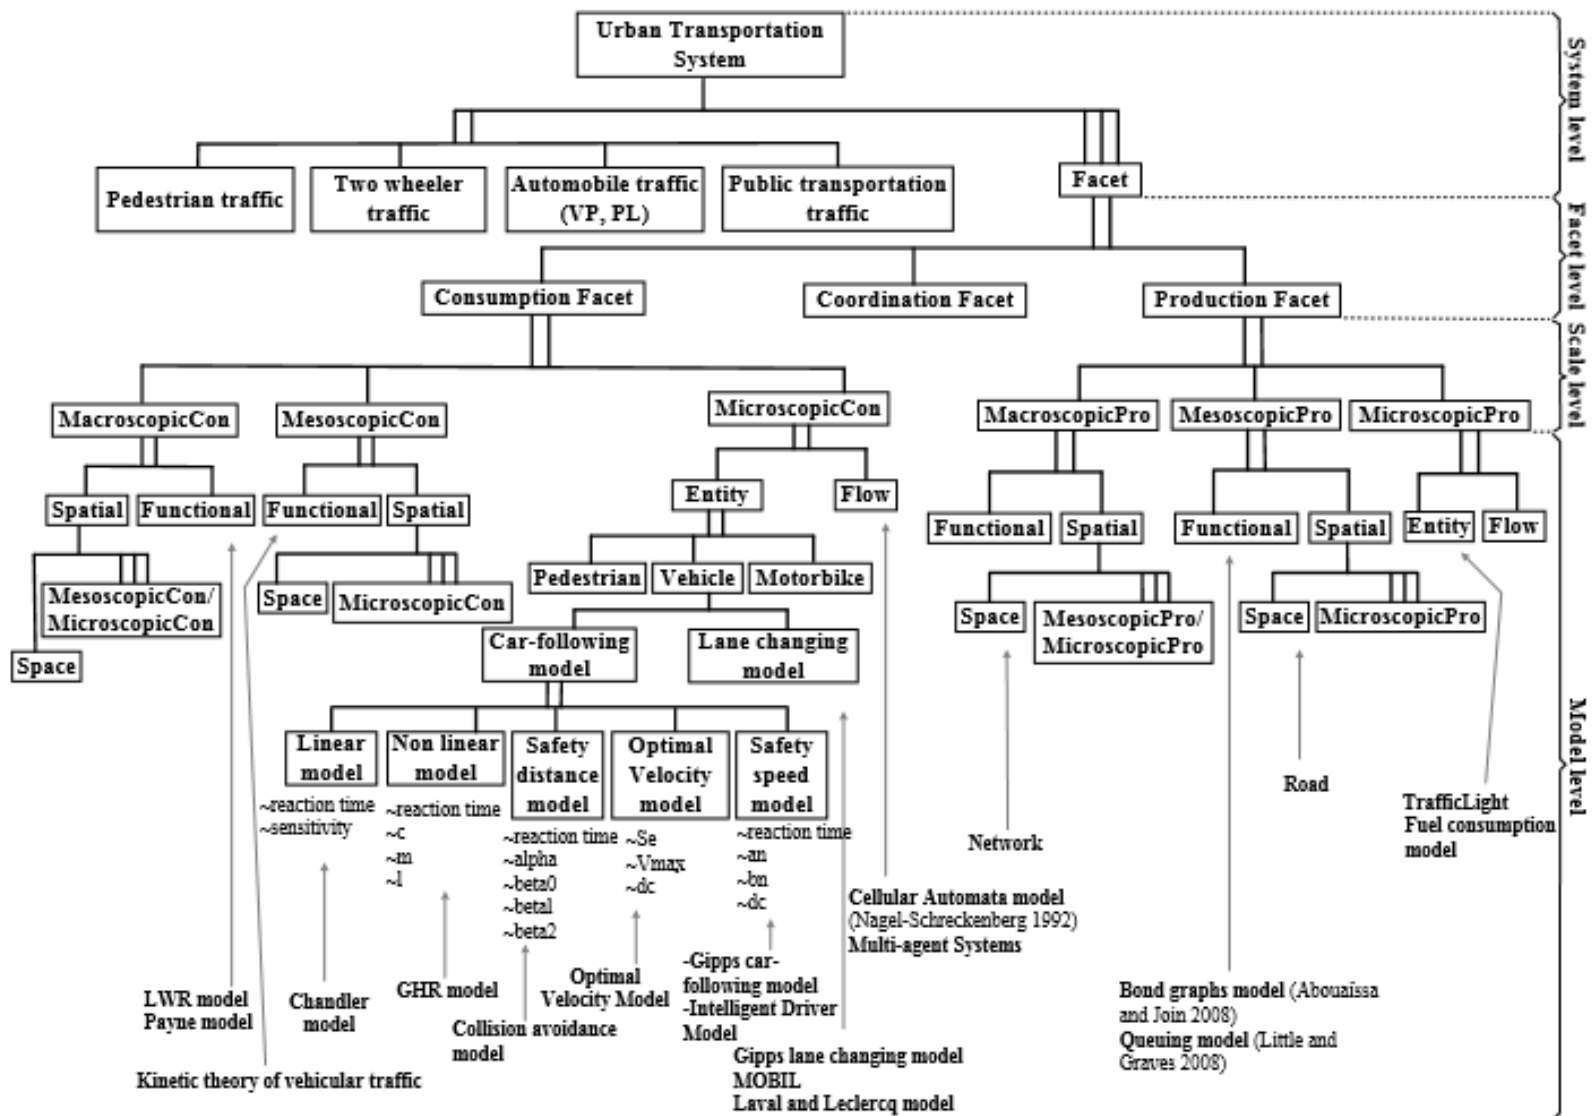 Urban Transportation
System
System level
Pedestrian traffic
Two wheeler
traffic
Automobile traffic
(VP, PL)
Public transportation
traffic
Facet
Facet level
Consumption Facet
Coordination Facet
Production Facet
Scale level
MacroscopicCon
MesoscopicCon
MicroscopicCon
MacroscopicPro
MesoscopicPro
MicroscopicPro
Spatial
Functional
Functional
Spatial
Entity
Flow
Functional
Spatial
Functional
Spatial
Entity
Flow
Space
MesoscopicCon/
MicroscopicCon
Space
MicroscopicCon
Pedestrian
Vehicle
Motorbike
Space
MesoscopicPro/
MicroscopicPro
Space
MicroscopicPro
Car-following
model
Lane changing
model
Model level
Linear
model
~reaction time
~sensitivity
Non linear
model
~reaction time
~c
~m
~l
Safety
distance
model
~reaction time
~alpha
~beta0
~beta1
~beta2
Optimal
Velocity
model
~Se
~Vmax
~dc
Safety
speed
model
~reaction time
~an
~bn
~dc
Network
Road
TrafficLight
Fuel consumption
model
Cellular Automata model
(Nagel-Schreckenberg 1992)
Multi-agent Systems
LWR model
Payne model
Chandler
model
GHR model
Collision avoidance
model
Optimal
Velocity Model
-Gipps car-
following model
-Intelligent Driver
Model
Gipps lane changing model
MOBIL
Laval and Leclercq model
Bond graphs model (Abouaïssa
and Join 2008)
Queuing model (Little and
Graves 2008)
Kinetic theory of vehicular traffic